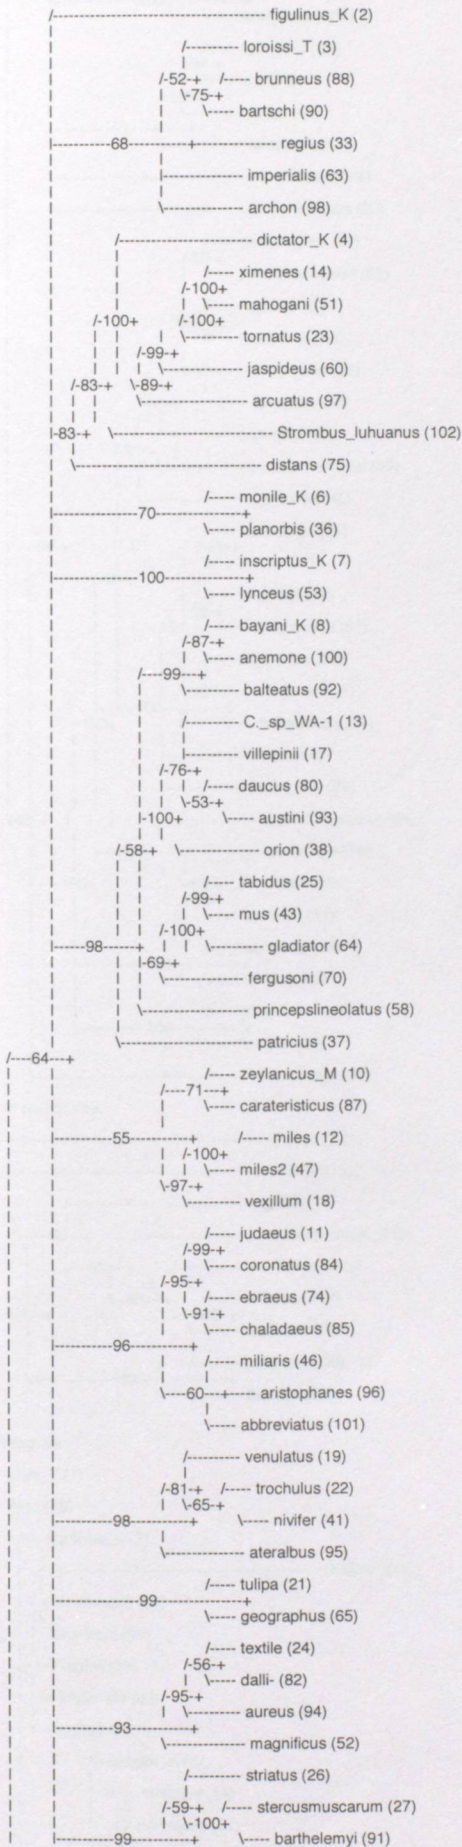 figulinus_K (2)
loroissi_T (3)
-52-+ brunneus (88)
-75-+
bartschi (90)
68 regius (33)
imperialis (63)
archon (98)
dictator_K (4)
ximenes (14)
-100+
mahogani (51)
-100+ -100+
tornatus (23)
-99-+
jaspideus (60)
-83-+ -89-+
arcuatus (97)
-83-+ Strombus_luhuanus (102)
distans (75)
monile_K (6)
70
planorbis (36)
inscriptus_K (7)
100
lynceus (53)
bayani_K (8)
-87-+
anemone (100)
99
balteatus (92)
C._sp_WA-1 (13)
villepinii (17)
-76-+
daucus (80)
-53-+
-100+ austini (93)
-58-+ orion (38)
tabidus (25)
-99-+
mus (43)
-100+
98 gladiator (64)
-69-+
fergusoni (70)
princepslineolatus (58)
patricius (37)
64
zeylanicus_M (10)
71
carateristicus (87)
55 miles (12)
-100+
miles2 (47)
-97-+
vexillum (18)
judaeus (11)
-99-+
coronatus (84)
-95-+
ebraeus (74)
-91-+
chaladaeus (85)
96
miliaris (46)
60 aristophanes (96)
abbreviatus (101)
venulatus (19)
-81-+ trochulus (22)
-65-+
98 nivifer (41)
ateralbus (95)
tulipa (21)
99
geographus (65)
textile (24)
-56-+
dalli- (82)
-95-+
aureus (94)
93
magnificus (52)
striatus (26)
-59-+ stercusmuscarum (27)
-100+
99 barthelemyi (91)